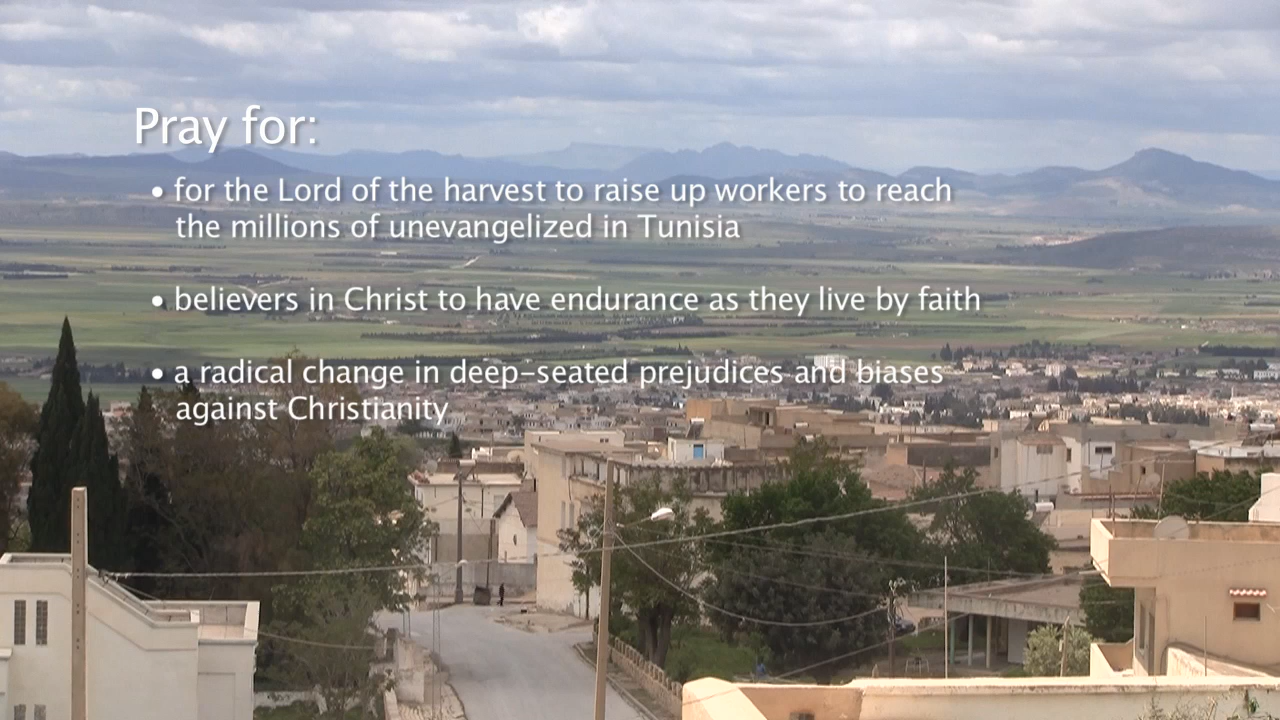 Pray for:
• for the Lord of the harvest to raise up workers to reach
the millions of unevangelized in Tunisia
• believers in Christ to have endurance as they live by faith
• a radical change in deep-seated prejudices and biases
against Christianity